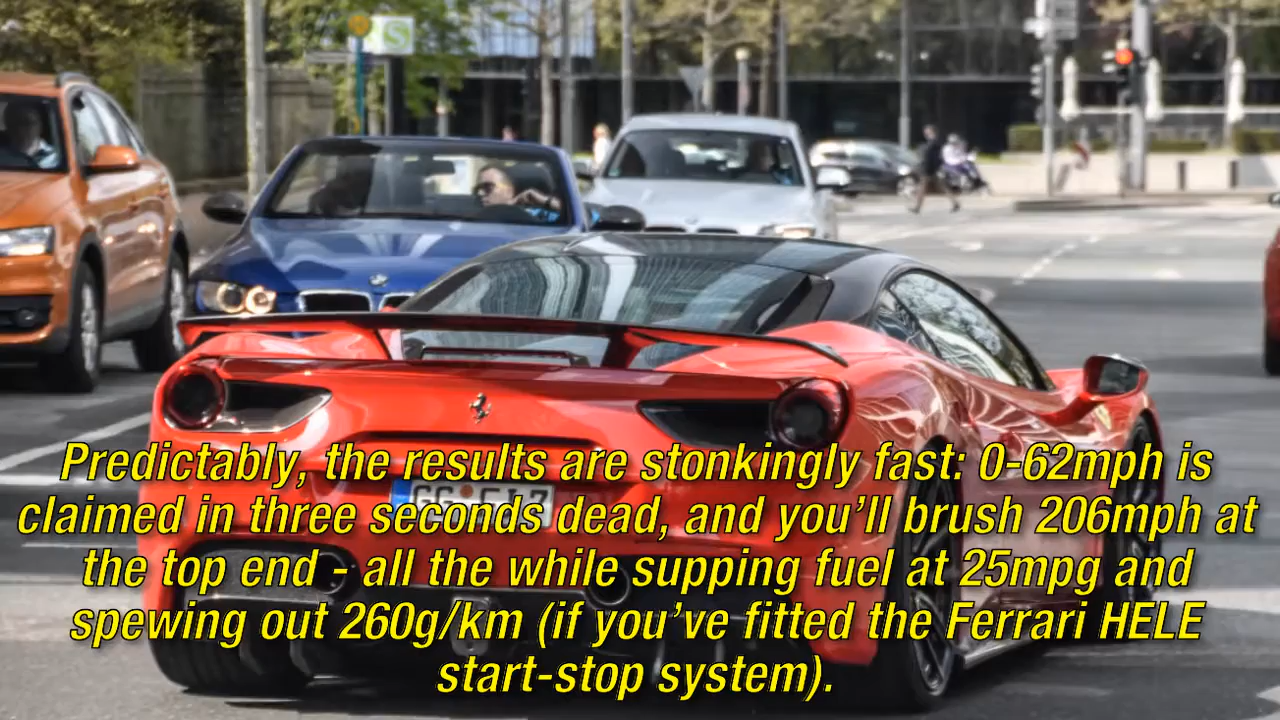 S
Predictably, the results are stonkingly fast: 0-62mph is
claimed in three seconds dead, and you’ll brush 206mph at
the top end - all the while supping fuel at 25mpg and
spewing out 260g/km (if you’ve fitted the Ferrari HELE
start-stop system).